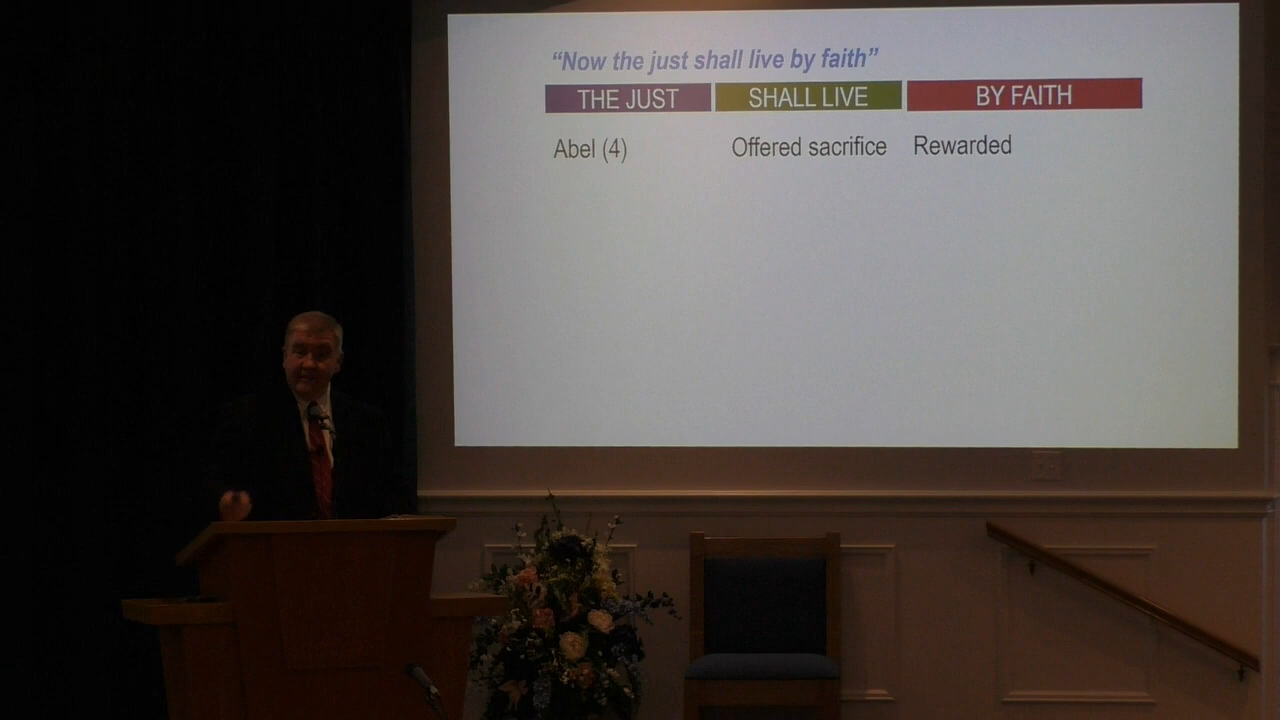 “Now the just shall live by faith”
THE JUST SHALL LIVE BY FAITH
Abel (4) Offered sacrifice Rewarded